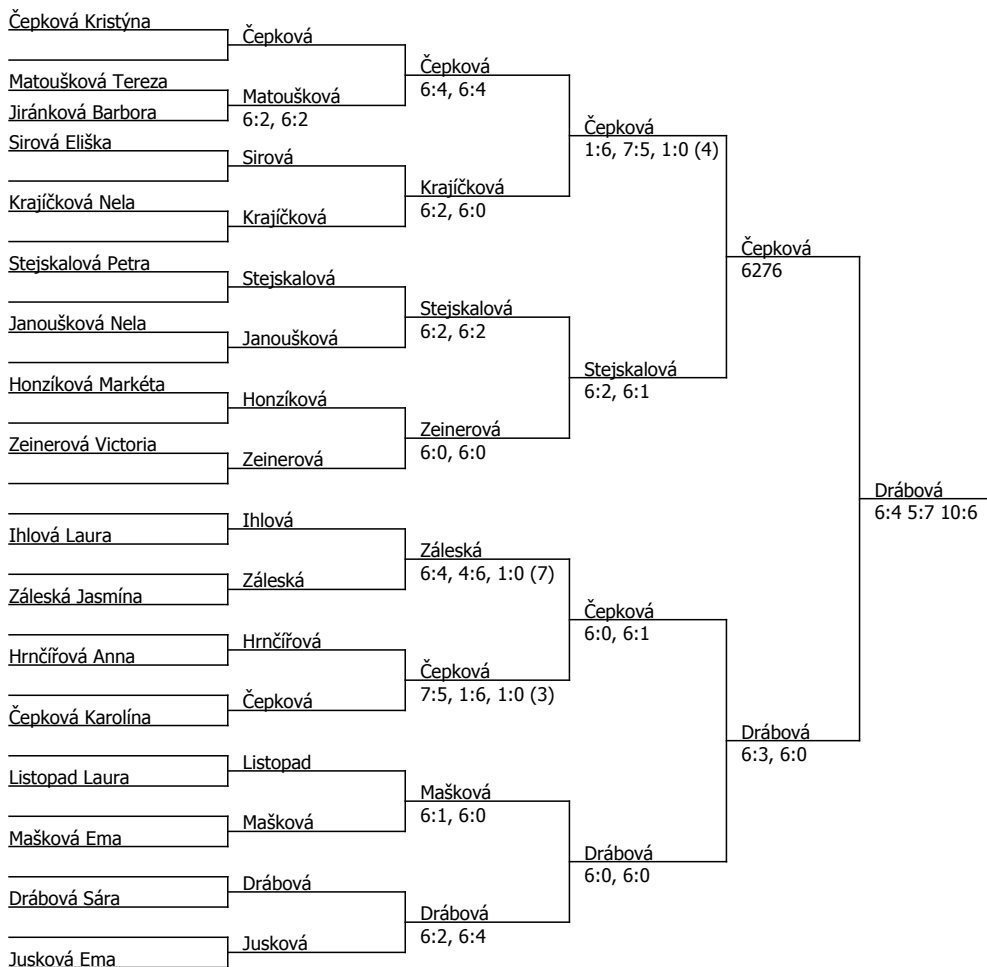 Čepková Kristýna
Matoušková Tereza
Jiránková Barbora
Sirová Eliška
Krajíčková Nela
Stejskalová Petra
Janoušková Nela
Honzíková Markéta
Zeinerová Victoria
Ihlová Laura
Záleská Jasmína
Hrnčířová Anna
Čepková Karolína
Listopad Laura
Mašková Ema
Drábová Sára
Jusková Ema
Čepková
Matoušková
6:2, 6:2
Sirová
Krajíčková
Stejskalová
Janoušková
Honzíková
Zeinerová
Ihlová
Záleská
Hrnčířová
Čepková
Listopad
Mašková
Drábová
Jusková
Čepková
6:4, 6:4
Krajíčková
6:2, 6:0
Stejskalová
6:2, 6:2
Zeinerová
6:0, 6:0
Záleská
6:4, 4:6, 1:0 (7)
Čepková
7:5, 1:6, 1:0 (3)
Mašková
6:1, 6:0
Drábová
6:2, 6:4
Čepková
1:6, 7:5, 1:0 (4)
Stejskalová
6:2, 6:1
Čepková
6:0, 6:1
Drábová
6:0, 6:0
Čepková
6276
Drábová
6:3, 6:0
Drábová
6:4 5:7 10:6